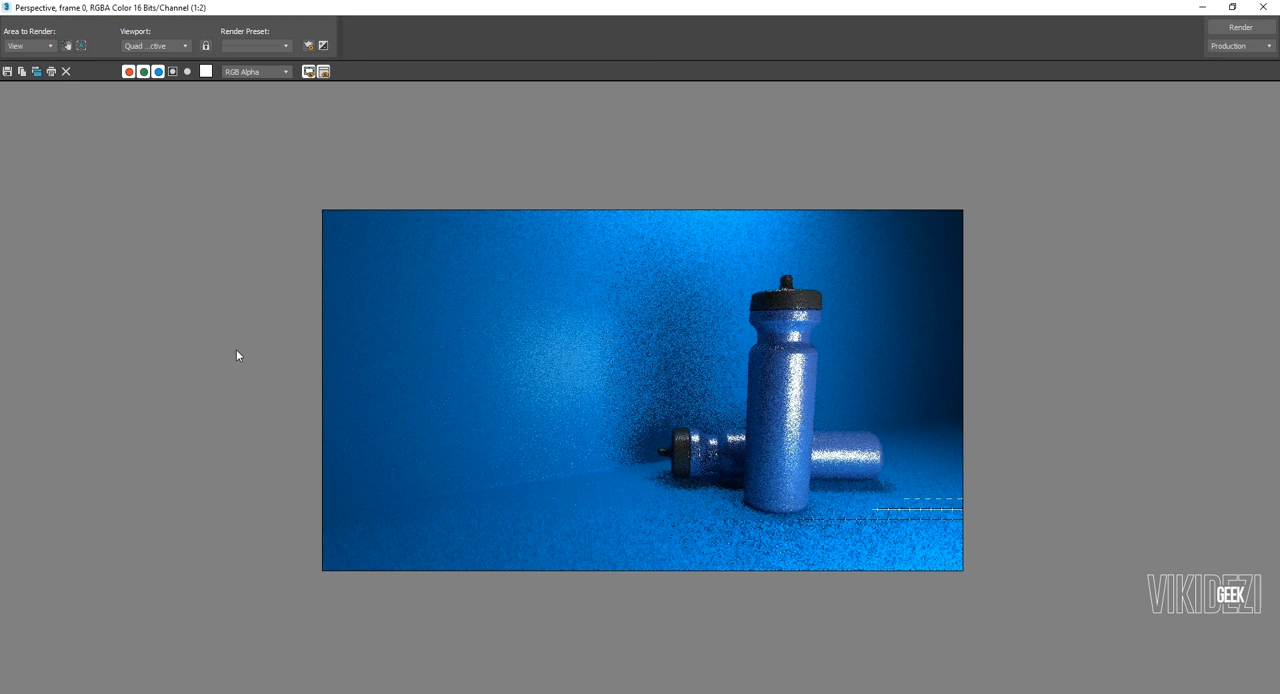 Perspective, frame 0, RGBA Color 16 Bits/Channel (1:2)
Area to Render:
Viewport:
Render Preset:
Render
View
Quad ...ctive
Production
RGB Alpha
VIKIDEZI
GEEK